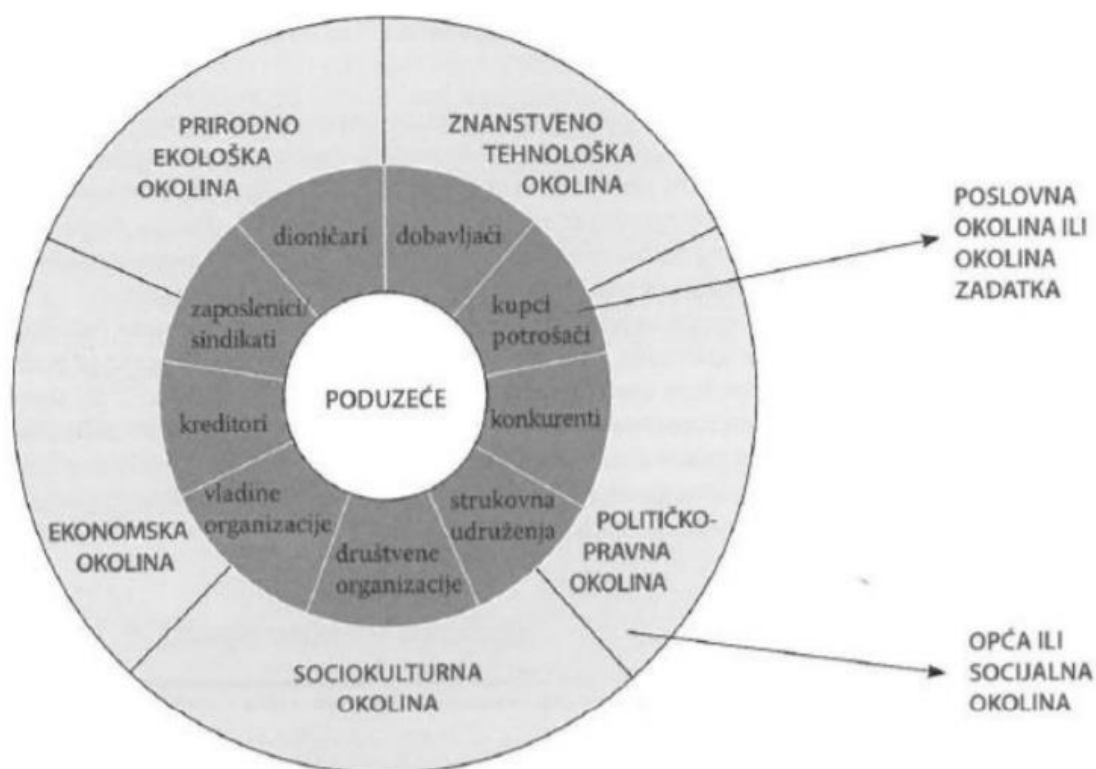 PRIRODNO
EKOLOŠKA
OKOLINA
ZNANSTVENO
TEHNOLOŠKA
OKOLINA
POSLOVNA
OKOLINA ILI
OKOLINA
ZADATKA
dioničari
dobavljači
zaposlenici/
sindikati
kupci
potrošači
PODUZEĆE
kreditori
konkurenti
vladine
organizacije
strukovna
udruženja
društvene
organizacije
EKONOMSKA
OKOLINA
POLITIČKO-
PRAVNA
OKOLINA
SOCIOKULTURNA
OKOLINA
OPĆA ILI
SOCIJALNA
OKOLINA